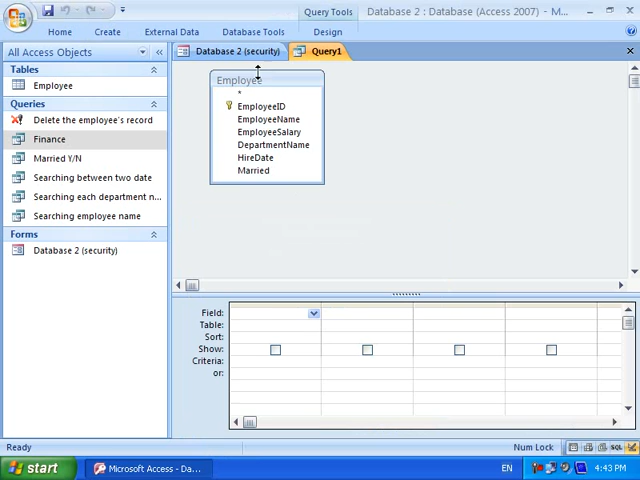 Query Tools
Database 2 : Database (Access 2007) - M...
Home
Create
External Data
Database Tools
Design
All Access Objects
Database 2 (security)
Query1
Tables
Employee
Queries
Delete the employee's record
Finance
Married Y/N
Searching between two date
Searching each department n...
Searching employee name
Forms
Database 2 (security)
Employee
*
EmployeeID
EmployeeName
EmployeeSalary
DepartmentName
HireDate
Married
Field:
Table:
Sort:
Show:
Criteria:
or:
Ready
Num Lock
SQL
start
Microsoft Access - Da...
EN
4:43 PM